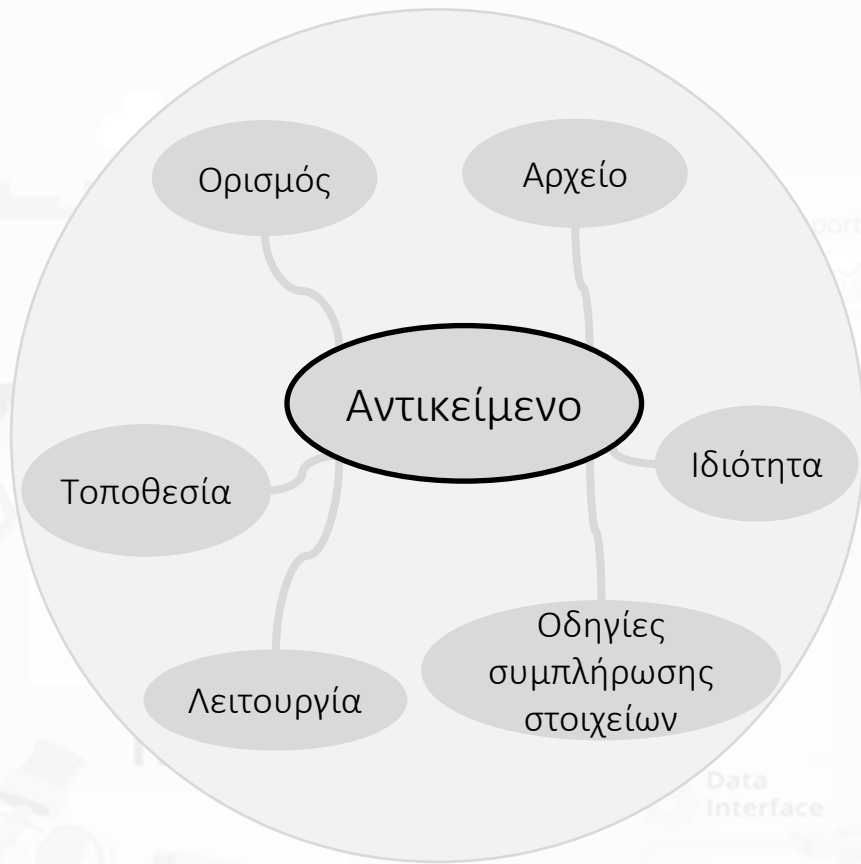 Ορισμός
Αρχείο
Αντικείμενο
Τοποθεσία
Ιδιότητα
Λειτουργία
Οδηγίες
συμπλήρωσης
στοιχείων
Data
Interface